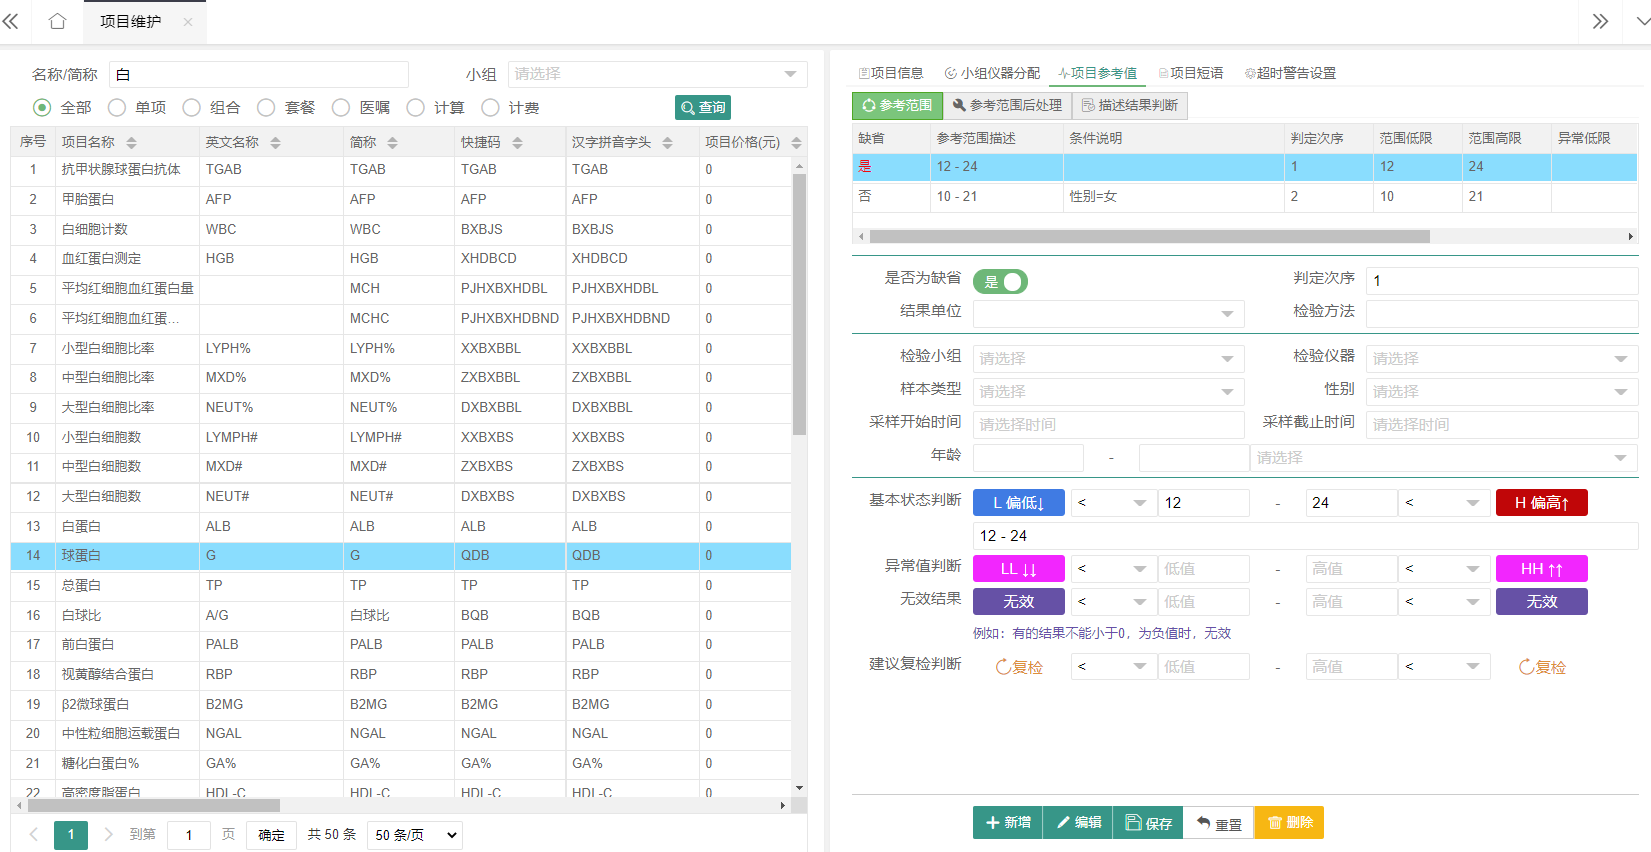 项目维护 ×
名称/简称 白 小组 请选择
全部 单项 组合 套餐 医嘱 计算 计费 查询
序号 项目名称 英文名称 简称 快捷码 汉字拼音字头 项目价格(元)
1 抗甲状腺球蛋白抗体 TGAB TGAB TGAB TGAB 0
2 甲胎蛋白 AFP AFP AFP AFP 0
3 白细胞计数 WBC WBC BXBJS BXBJS 0
4 血红蛋白测定 HGB HGB XHDBCD XHDBCD 0
5 平均红细胞血红蛋白量 MCH PJHXBXHDBL PJHXBXHDBL 0
6 平均红细胞血红蛋... MCHC PJHXBXHDBND PJHXBXHDBND 0
7 小型白细胞比率 LYPH% LYPH% XXBXBBL XXBXBBL 0
8 中型白细胞比率 MXD% MXD% ZXBXBBL ZXBXBBL 0
9 大型白细胞比率 NEUT% NEUT% DXBXBBL DXBXBBL 0
10 小型白细胞数 LYMPH# LYMPH# XXBXBS XXBXBS 0
11 中型白细胞数 MXD# MXD# ZXBXBS ZXBXBS 0
12 大型白细胞数 NEUT# NEUT# DXBXBS DXBXBS 0
13 白蛋白 ALB ALB ALB ALB 0
14 球蛋白 G G QDB QDB 0
15 总蛋白 TP TP TP TP 0
16 白球比 A/G 白球比 BQB BQB 0
17 前白蛋白 PALB PALB PALB PALB 0
18 视黄醇结合蛋白 RBP RBP RBP RBP 0
19 β2微球蛋白 B2MG B2MG B2MG B2MG 0
20 中性粒细胞运载蛋白 NGAL NGAL NGAL NGAL 0
21 糖化白蛋白% GA% GA% GA% GA% 0
22 高密度脂蛋白 HDL-C HDL-C HDL-C HDL-C 0
1 到第 1 页 确定 共 50 条 50 条/页
项目信息 小组仪器分配 项目参考值 项目短语 超时警告设置
参考范围 参考范围后处理 描述结果判断
缺省 参考范围描述 条件说明 判定次序 范围低限 范围高限 异常低限
是 12 - 24 1 12 24
否 10 - 21 性别=女 2 10 21
是否为缺省 是 判定次序 1
结果单位 检验方法
检验小组 请选择 检验仪器 请选择
样本类型 请选择 性别 请选择
采样开始时间 请选择时间 采样截止时间 请选择时间
年龄 - 请选择
基本状态判断 L 偏低↓ < 12 - 24 < H 偏高↑
12 - 24
异常值判断 LL ↓↓ < 低值 - 高值 < HH ↑↑
无效结果 无效 < 低值 - 高值 < 无效
例如：有的结果不能小于0，为负值时，无效
建议复检判断 复检 < 低值 - 高值 < 复检
新增 编辑 保存 重置 删除